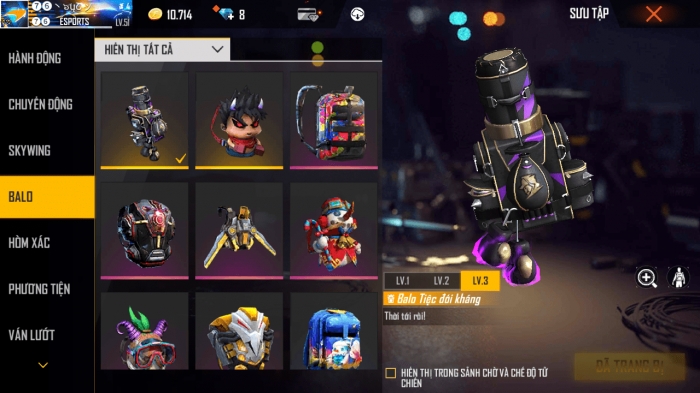 ESPORTS
LV.51
10.714
8
SƯU TẬP
HÀNH ĐỘNG
CHUYỂN ĐỘNG
SKYWING
BALO
HÒM XÁC
PHƯƠNG TIỆN
VÁN LƯỚT
HIỂN THỊ TẤT CẢ
LV.1
LV.2
LV.3
Balo Tiệc đối kháng
Thời tới rồi!
HIỂN THỊ TRONG SẢNH CHỜ VÀ CHẾ ĐỘ TỬ
CHIẾN
ĐÃ TRANG BỊ